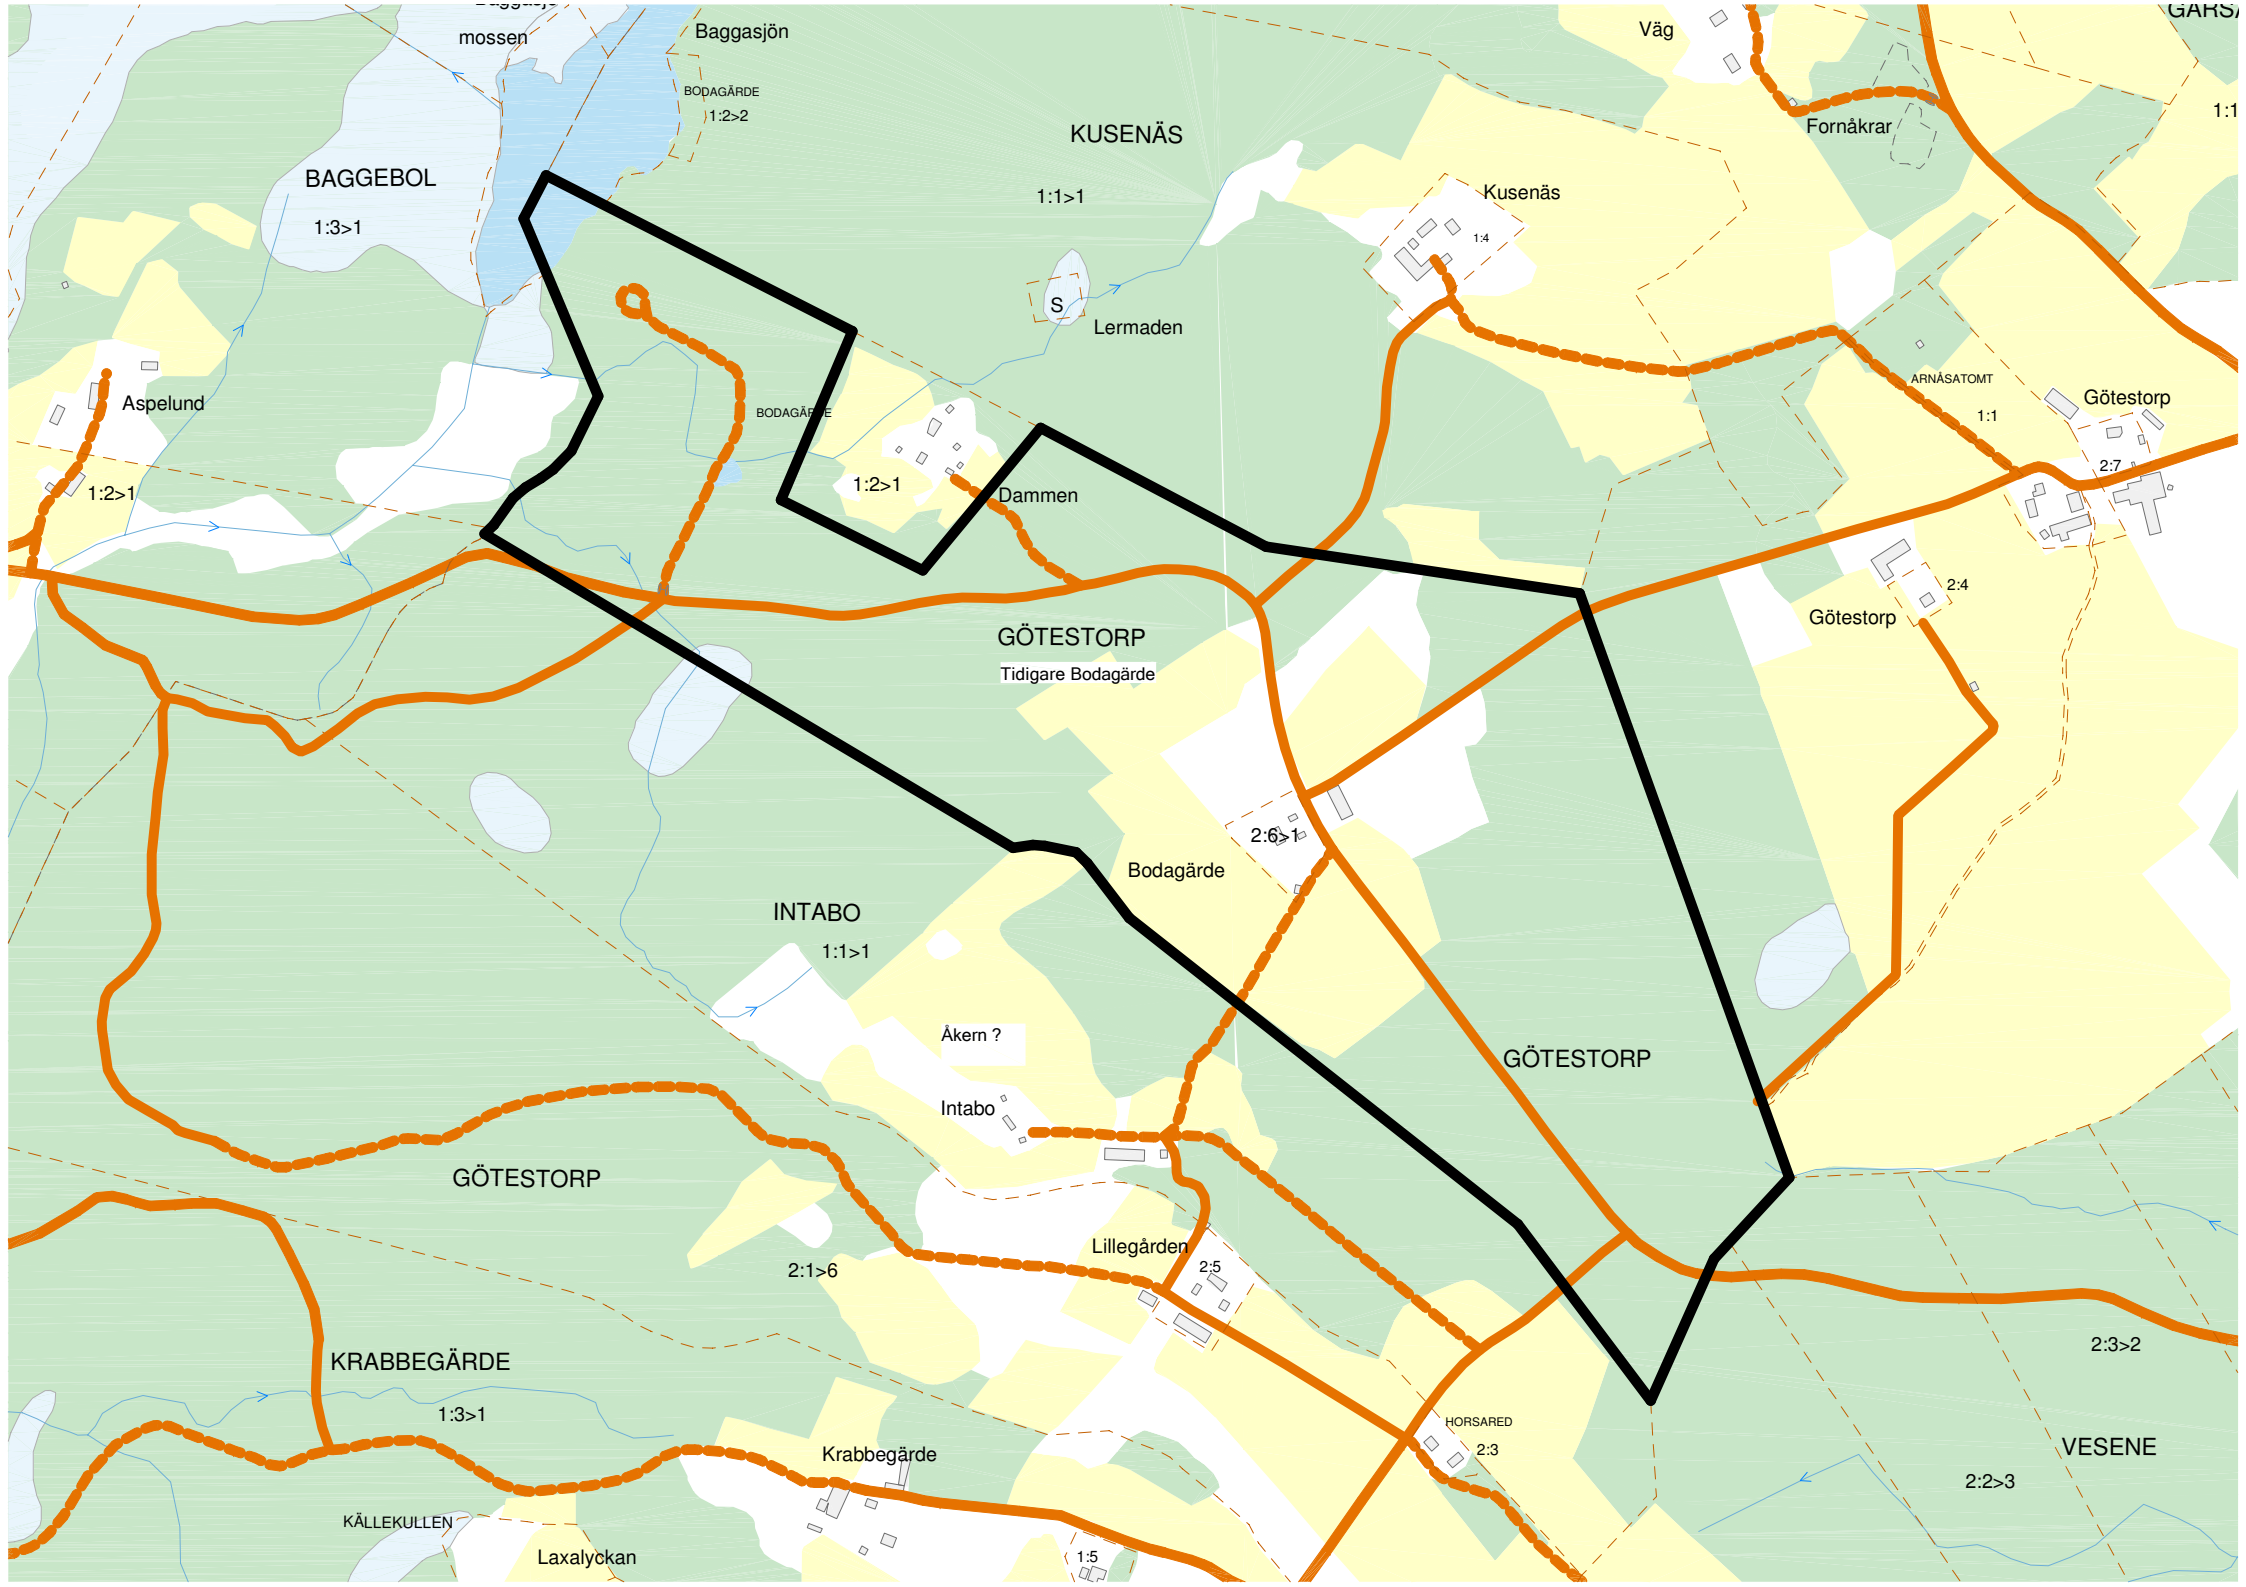 mossen
Baggasjön
Väg
BODAGÄRDE
1:2>2
1:1
Fornåkrar
KUSENÄS
BAGGEBOL
1:1>1
Kusenäs
1:3>1
1:4
S
Lermaden
ARNÅSATOMT
1:1
Götestorp
Aspelund
BODAGÄRDE
2:7
1:2>1
1:2>1
Dammen
2:4
Götestorp
GÖTESTORP
Tidigare Bodagärde
2:6>1
Bodagärde
INTABO
1:1>1
Åkern ?
GÖTESTORP
Intabo
GÖTESTORP
Lillegården
2:5
2:1>6
2:3>2
KRABBEGÄRDE
1:3>1
HORSARED
2:3
VESENE
Krabbegärde
2:2>3
KÄLLEKULLEN
Laxalyckan
1:5